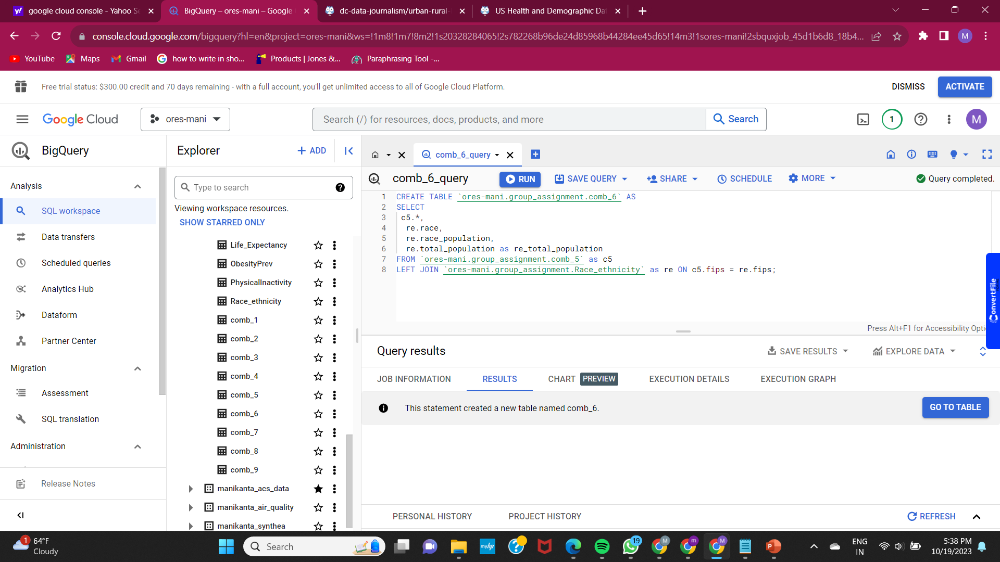 google cloud console - Yahoo Se
BigQuery – ores-mani – Google
dc-data-journalism/urban-rural-
US Health and Demographic Dat
console.cloud.google.com/bigquery?hl=en&project=ores-mani&ws=!1m8!1m7!8m2!1s20328284065!2s782268b96de24d85968b44284ee45d65!14m3!1sores-mani!2sbquxjob_45d1b6d8_18b4...
M
YouTube
Maps
Gmail
how to write in sho...
Products | Jones &...
Paraphrasing Tool -...
Free trial status: $300.00 credit and 70 days remaining - with a full account, you'll get unlimited access to all of Google Cloud Platform.
DISMISS
ACTIVATE
Google Cloud
ores-mani
Search (/) for resources, docs, products, and more
Search
1
M
BigQuery
Explorer
+ ADD
comb_6_query
Analysis
SQL workspace
Data transfers
Scheduled queries
Analytics Hub
Dataform
Partner Center
Migration
Assessment
SQL translation
Administration
Release Notes
Type to search
Viewing workspace resources.
SHOW STARRED ONLY
Life_Expectancy
ObesityPrev
PhysicalInactivity
Race_ethnicity
comb_1
comb_2
comb_3
comb_4
comb_5
comb_6
comb_7
comb_8
comb_9
manikanta_acs_data
manikanta_air_quality
manikanta_synthea
comb_6_query
RUN
SAVE QUERY
SHARE
SCHEDULE
MORE
Query completed.
1 CREATE TABLE `ores-mani.group_assignment.comb_6` AS
2 SELECT
3 c5.*,
4 re.race,
5 re.race_population,
6 re.total_population as re_total_population
7 FROM `ores-mani.group_assignment.comb_5` as c5
8 LEFT JOIN `ores-mani.group_assignment.Race_ethnicity` as re ON c5.fips = re.fips;
ConvertFile
Press Alt+F1 for Accessibility Opti
Query results
SAVE RESULTS
EXPLORE DATA
JOB INFORMATION
RESULTS
CHART PREVIEW
EXECUTION DETAILS
EXECUTION GRAPH
This statement created a new table named comb_6.
GO TO TABLE
PERSONAL HISTORY
PROJECT HISTORY
REFRESH
1
64°F
Cloudy
Search
myhp
19
M
m
M
P
ENG
IN
5:38 PM
10/19/2023